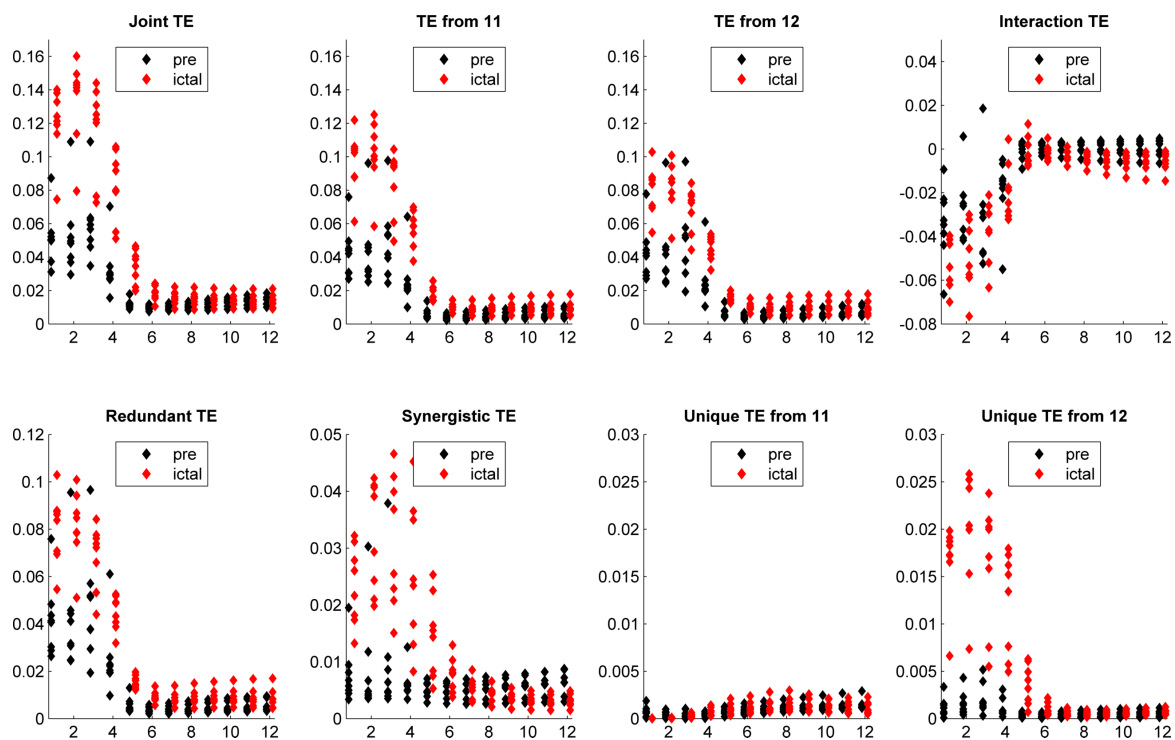 Joint TE
TE from 11
TE from 12
Interaction TE
0.16
0.14
0.12
0.1
0.08
0.06
0.04
0.02
0
2 4 6 8 10 12
pre
ictal
0.16
0.14
0.12
0.1
0.08
0.06
0.04
0.02
0
2 4 6 8 10 12
pre
ictal
0.16
0.14
0.12
0.1
0.08
0.06
0.04
0.02
0
2 4 6 8 10 12
pre
ictal
0.04
0.02
0
-0.02
-0.04
-0.06
-0.08
2 4 6 8 10 12
pre
ictal
Redundant TE
Synergistic TE
Unique TE from 11
Unique TE from 12
0.12
0.1
0.08
0.06
0.04
0.02
0
2 4 6 8 10 12
pre
ictal
0.05
0.04
0.03
0.02
0.01
0
2 4 6 8 10 12
pre
ictal
0.03
0.025
0.02
0.015
0.01
0.005
0
2 4 6 8 10 12
pre
ictal
0.03
0.025
0.02
0.015
0.01
0.005
0
2 4 6 8 10 12
pre
ictal